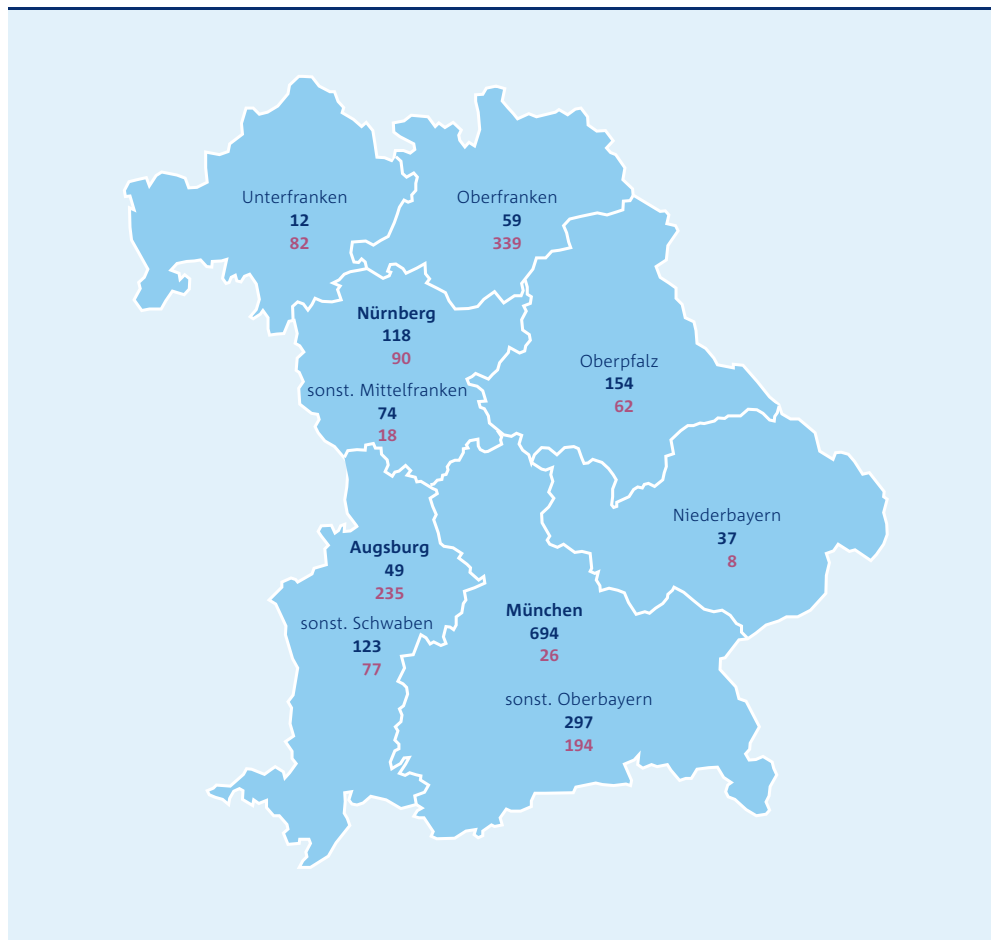 Unterfranken
12
82
Oberfranken
59
339
Nürnberg
118
90
sonst. Mittelfranken
74
18
Oberpfalz
154
62
Niederbayern
37
8
Augsburg
49
235
sonst. Schwaben
123
77
München
694
26
sonst. Oberbayern
297
194